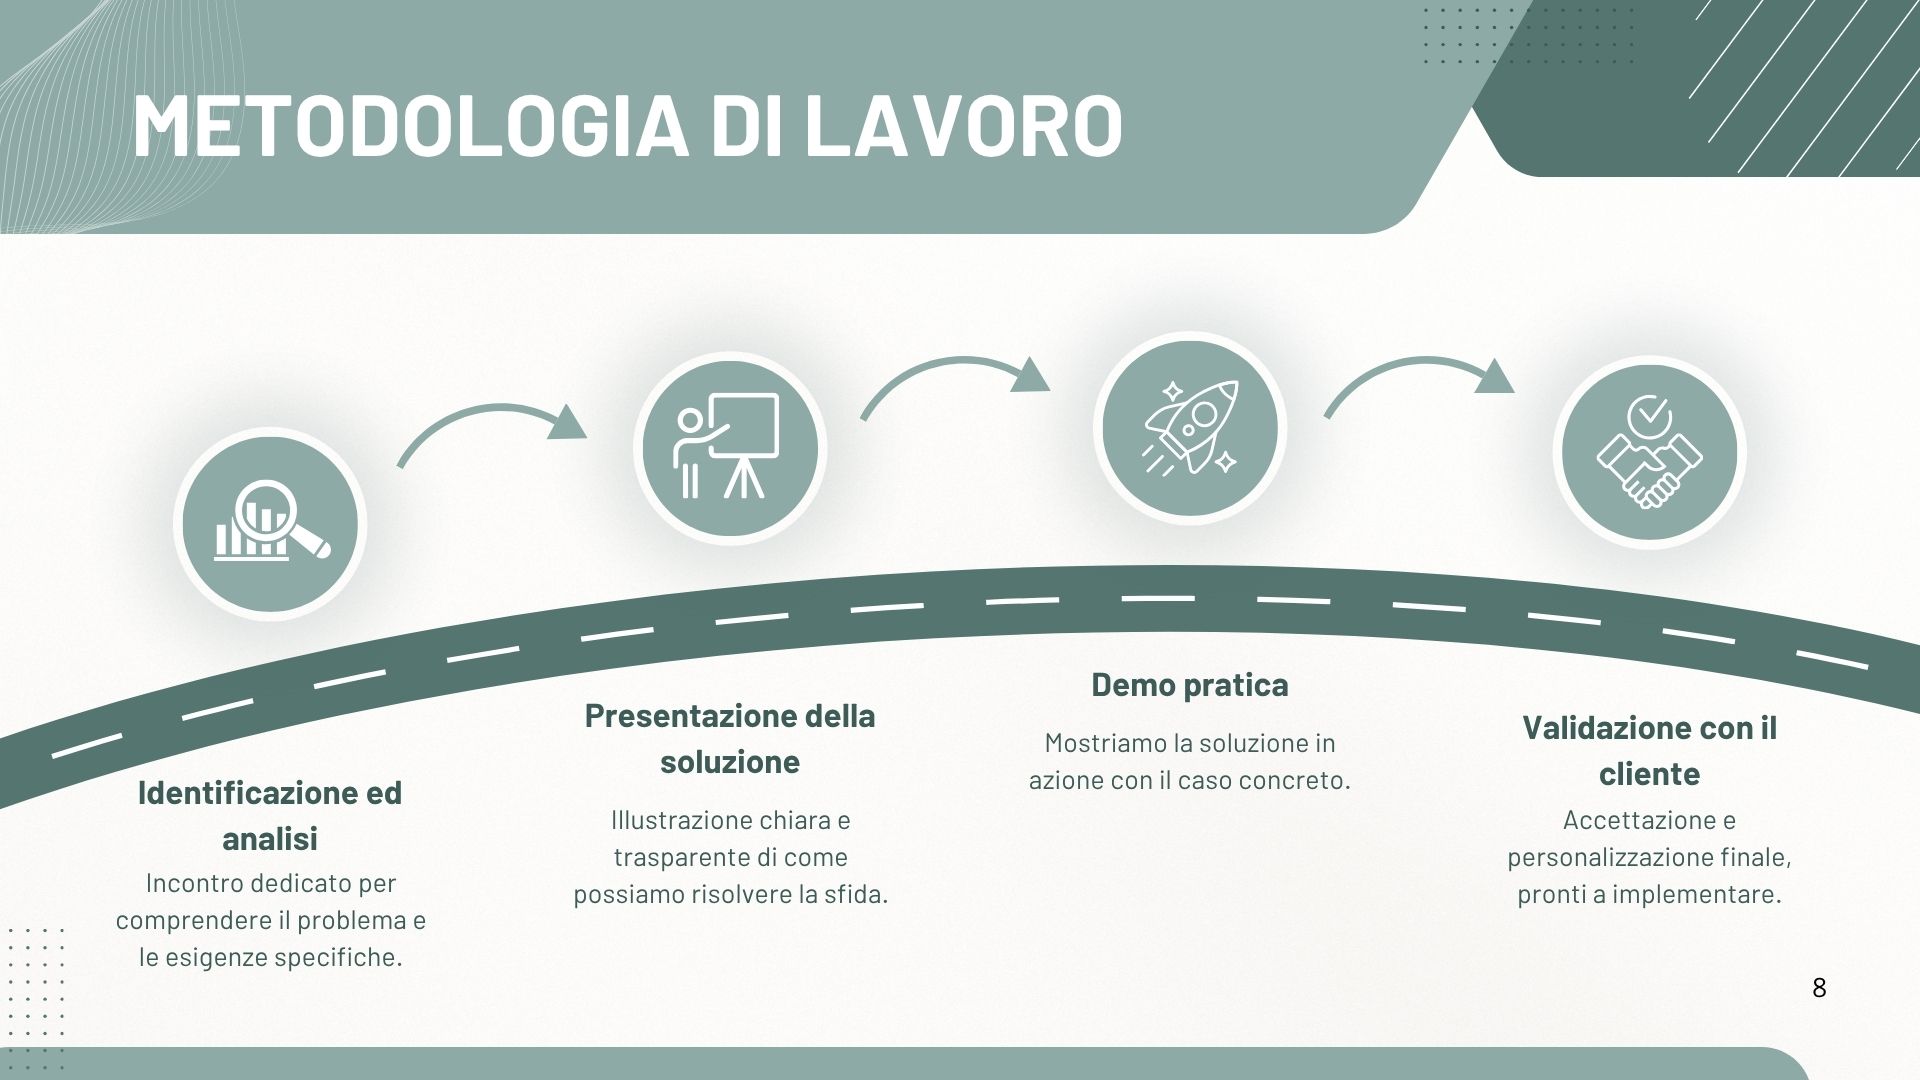 METODOLOGIA DI LAVORO
Identificazione ed
analisi
Incontro dedicato per
comprendere il problema e
le esigenze specifiche.
Presentazione della
soluzione
Illustrazione chiara e
trasparente di come
possiamo risolvere la sfida.
Demo pratica
Mostriamo la soluzione in
azione con il caso concreto.
Validazione con il
cliente
Accettazione e
personalizzazione finale,
pronti a implementare.
8